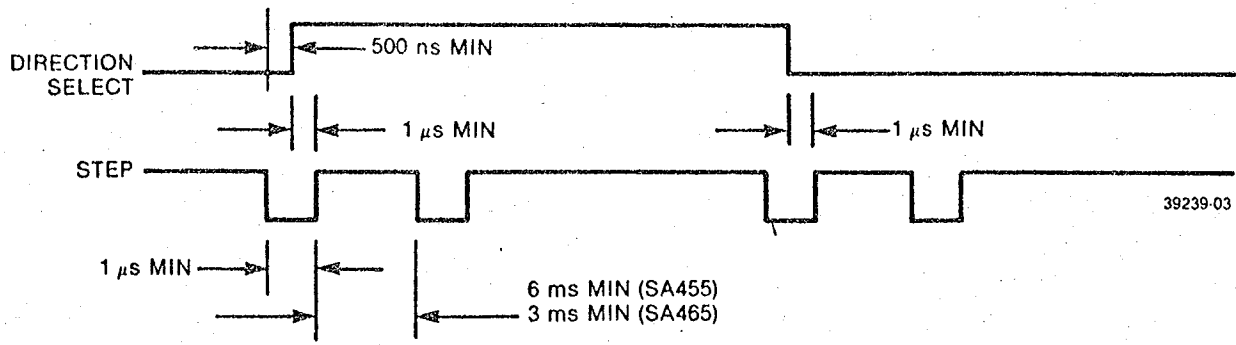 500 ns MIN
DIRECTION
SELECT
1 μs MIN
1 μs MIN
STEP
39239-03
1 μs MIN
6 ms MIN (SA455)
3 ms MIN (SA465)